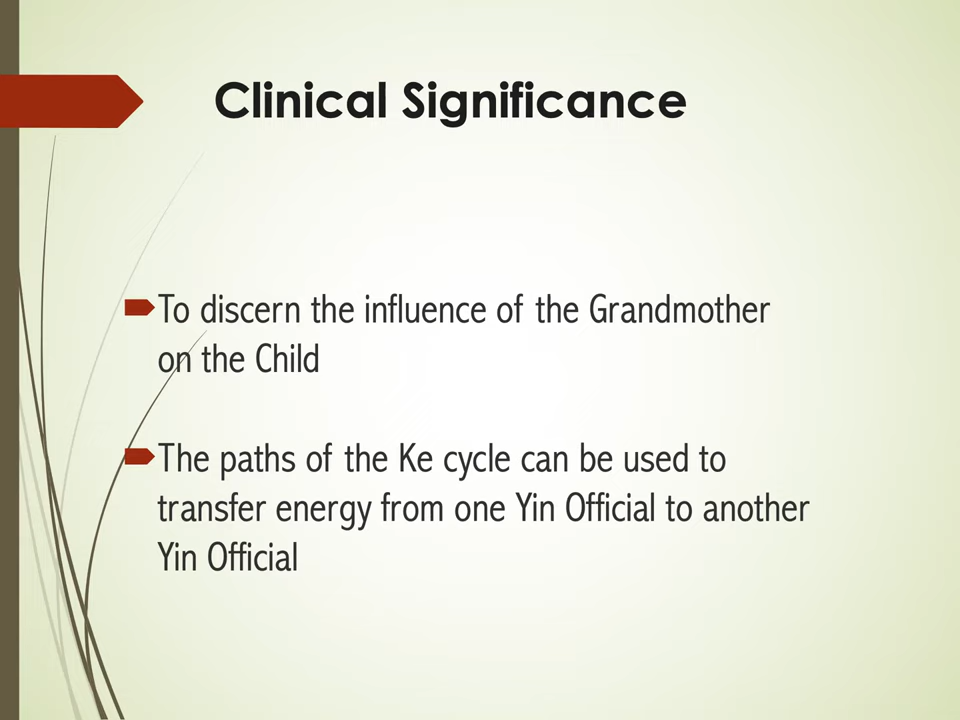 Clinical Significance
To discern the influence of the Grandmother
on the Child
The paths of the Ke cycle can be used to
transfer energy from one Yin Official to another
Yin Official